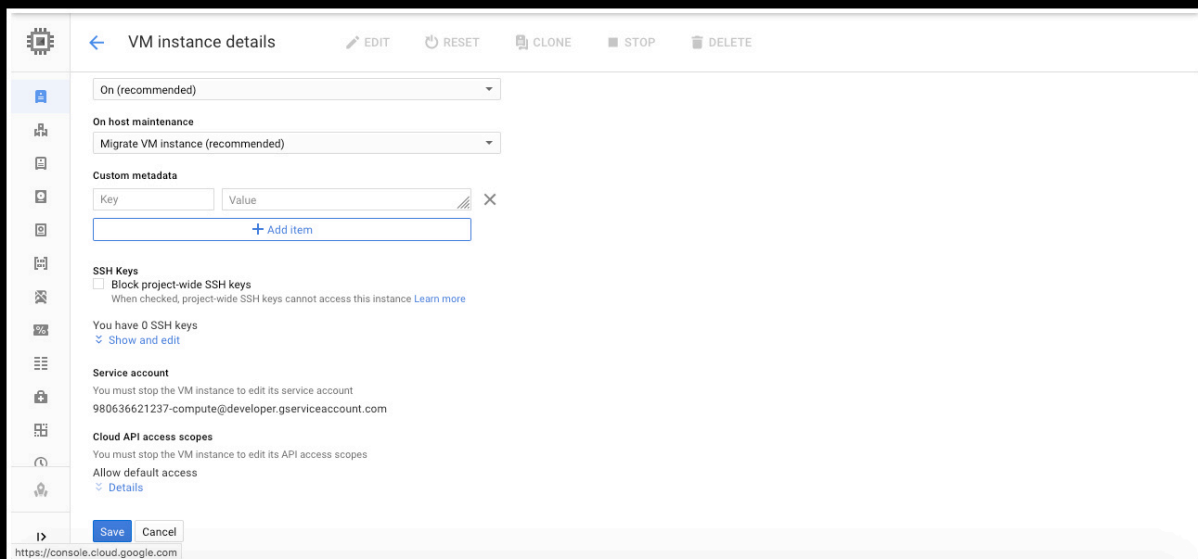 VM instance details
EDIT
RESET
CLONE
STOP
DELETE
On (recommended)
On host maintenance
Migrate VM instance (recommended)
Custom metadata
Key
Value
+ Add item
SSH Keys
Block project-wide SSH keys
When checked, project-wide SSH keys cannot access this instance Learn more
You have 0 SSH keys
Show and edit
Service account
You must stop the VM instance to edit its service account
980636621237-compute@developer.gserviceaccount.com
Cloud API access scopes
You must stop the VM instance to edit its API access scopes
Allow default access
Details
Save
Cancel
https://console.cloud.google.com